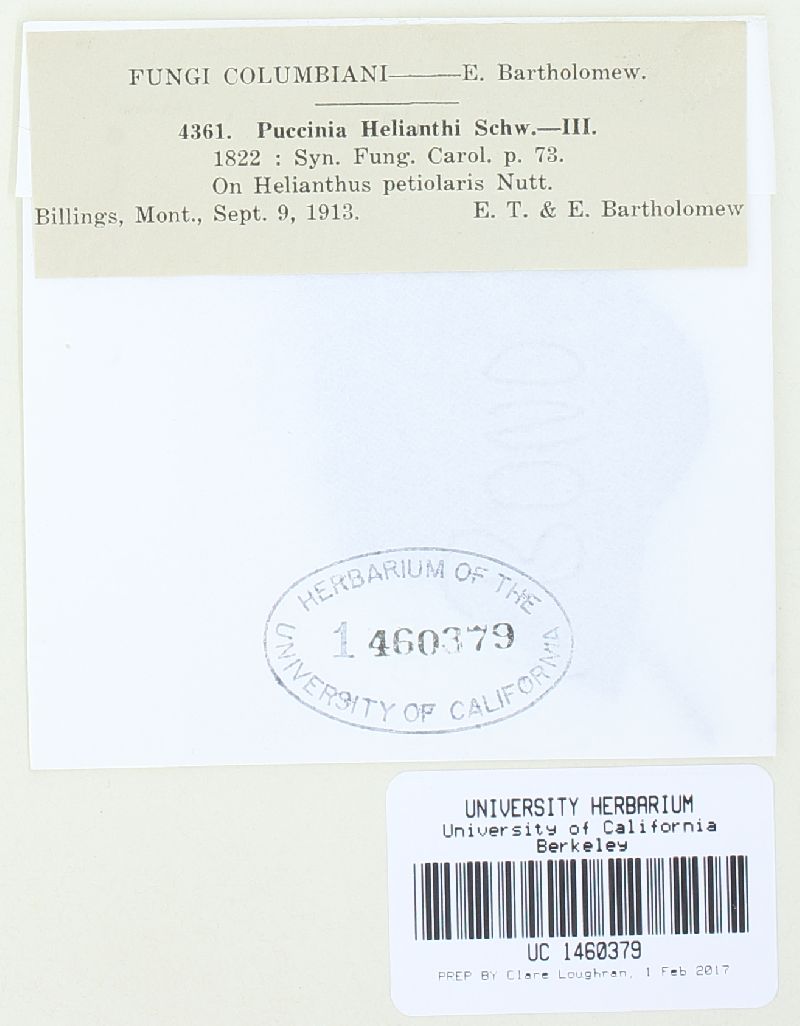 FUNGI COLUMBIANI——E. Bartholomew.
4361. Puccinia Helianthi Schw.—III.
1822 : Syn. Fung. Carol. p. 73.
On Helianthus petiolaris Nutt.
Billings, Mont., Sept. 9, 1913. E. T. & E. Bartholomew
HERBARIUM OF THE
1460379
UNIVERSITY OF CALIFORNIA
UNIVERSITY HERBARIUM
University of California
Berkeley
UC 1460379
PREP BY Clare Loughran, 1 Feb 2017